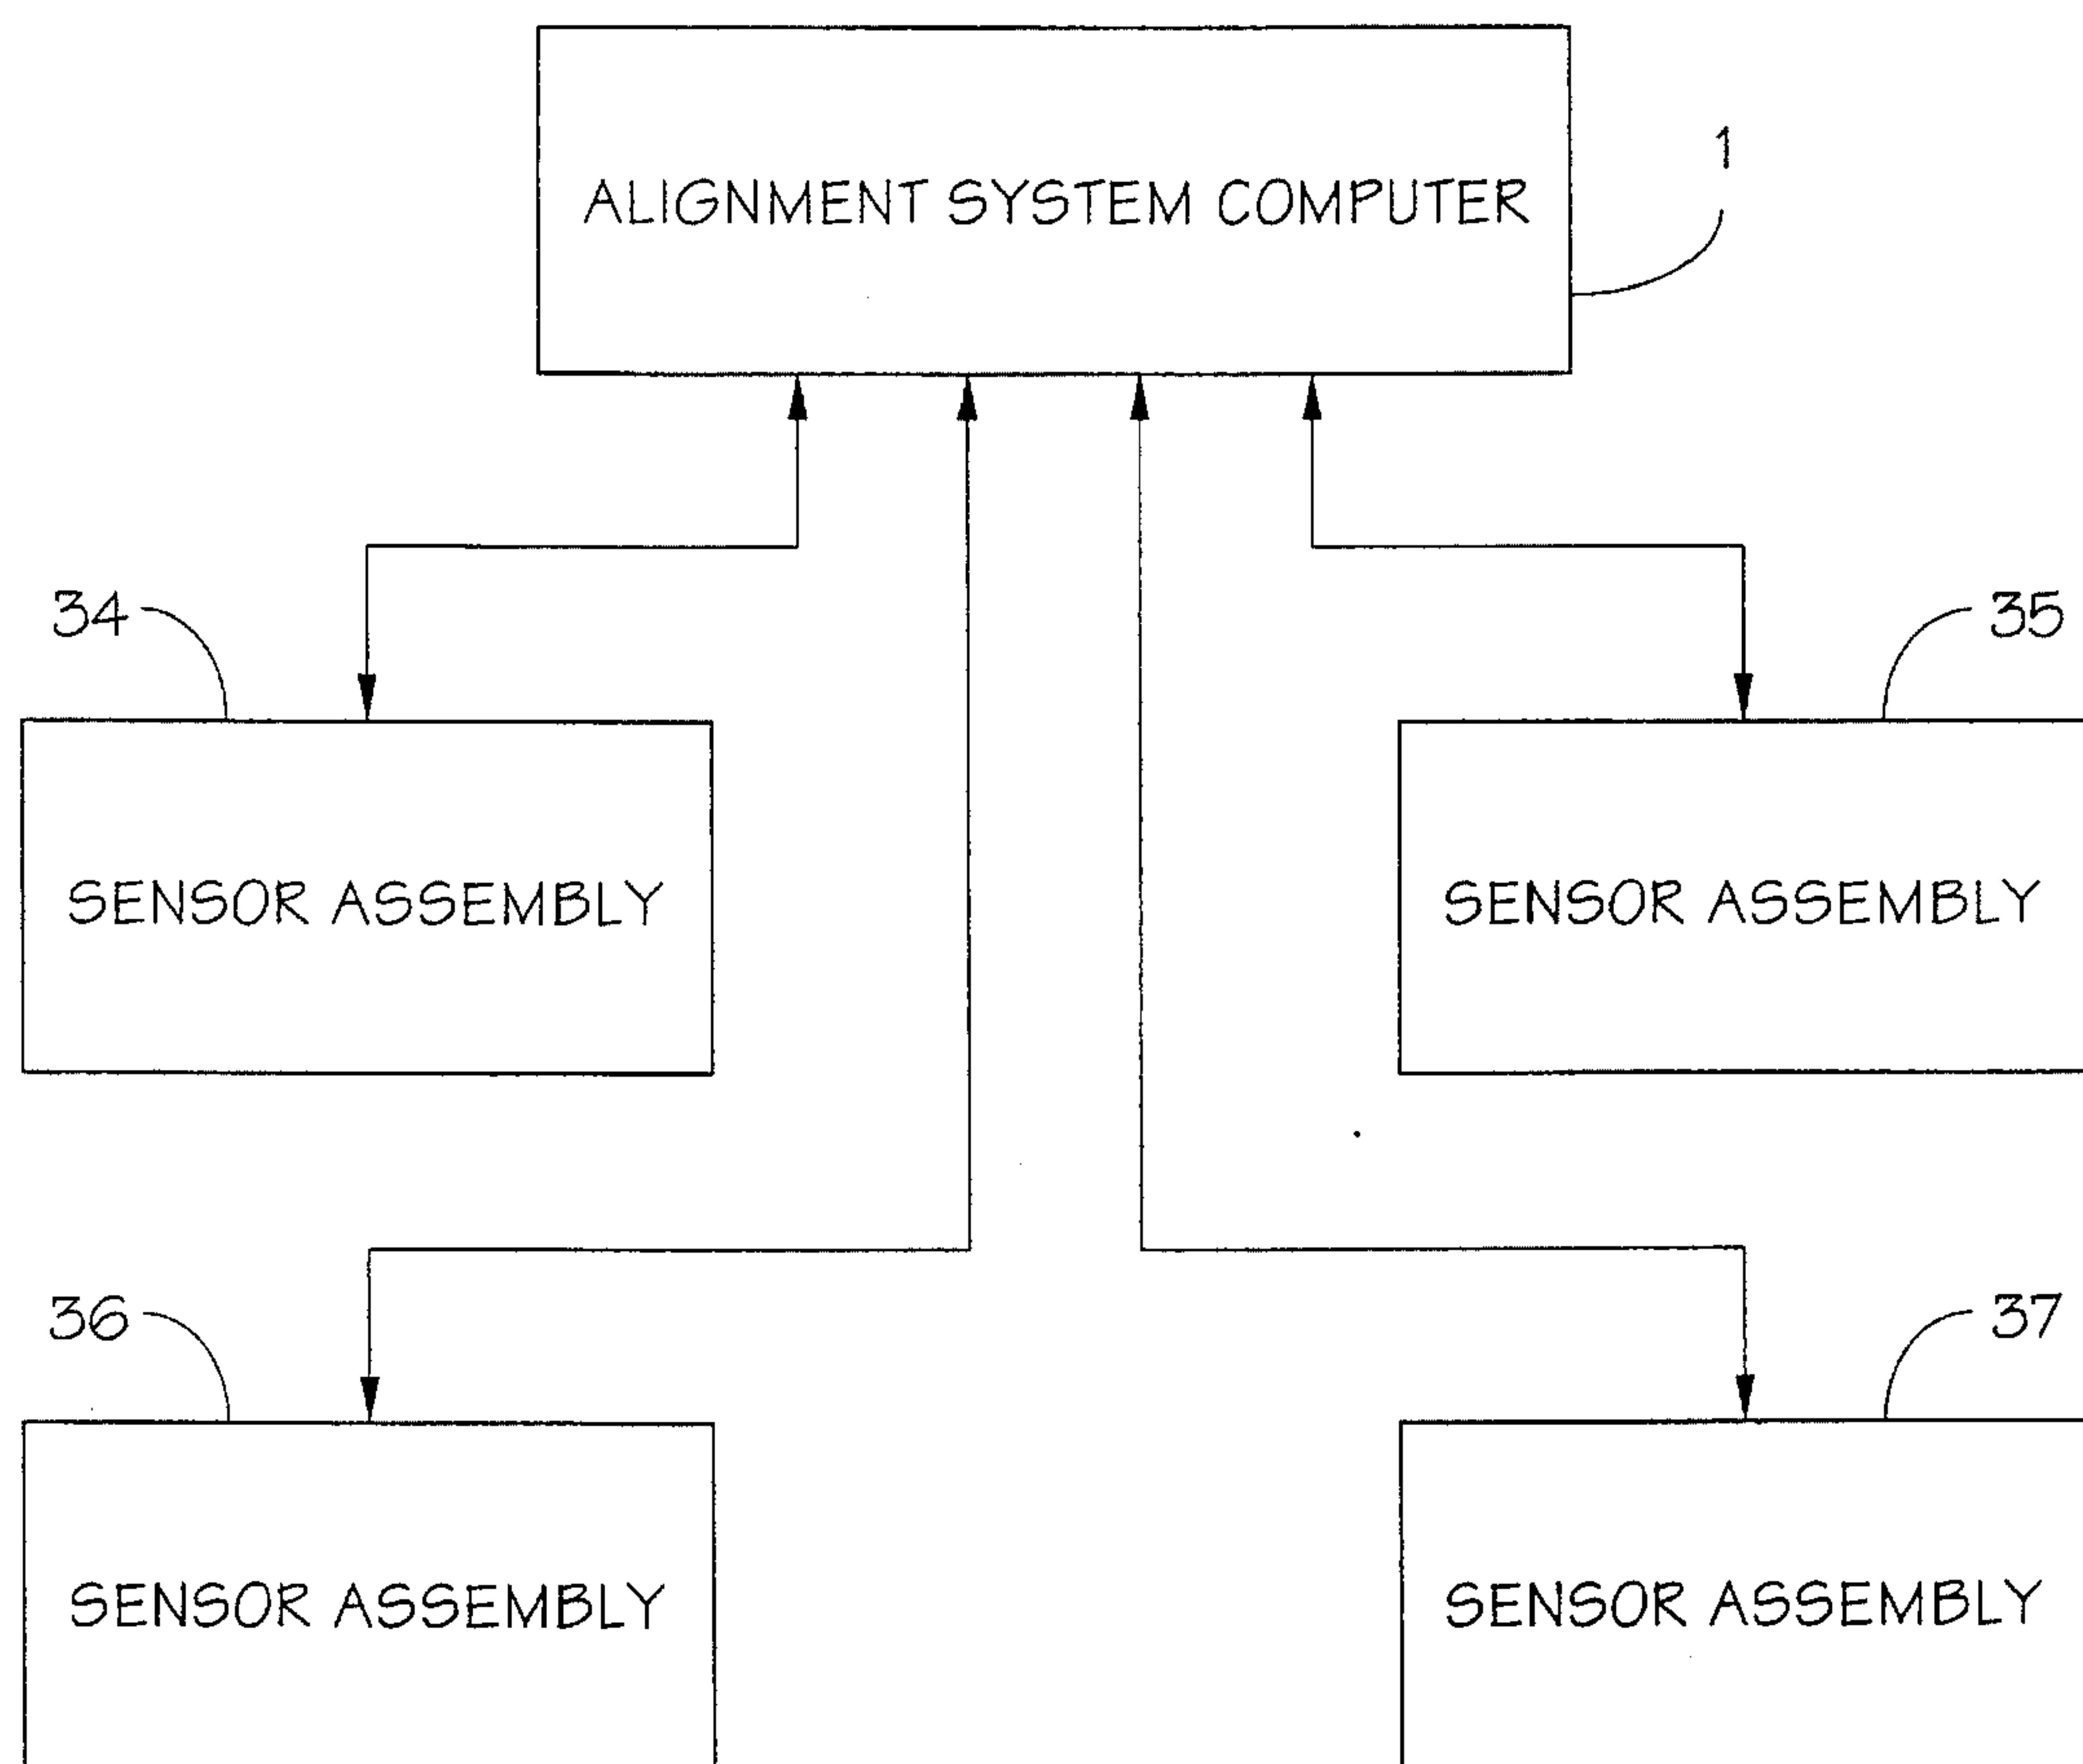 ALIGNMENT SYSTEM COMPUTER
1
34
35
SENSOR ASSEMBLY
SENSOR ASSEMBLY
36
37
SENSOR ASSEMBLY
SENSOR ASSEMBLY